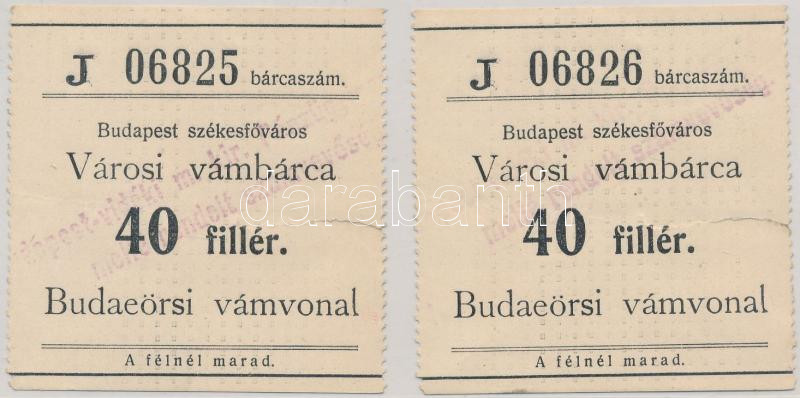 J 06825 bárcaszám.
Budapest székesfőváros
Városi vámbárca
40 fillér.
Budaeörsi vámvonal
A félnél marad.
J 06826 bárcaszám.
Budapest székesfőváros
Városi vámbárca
40 fillér.
Budaeörsi vámvonal
A félnél marad.
darabanth